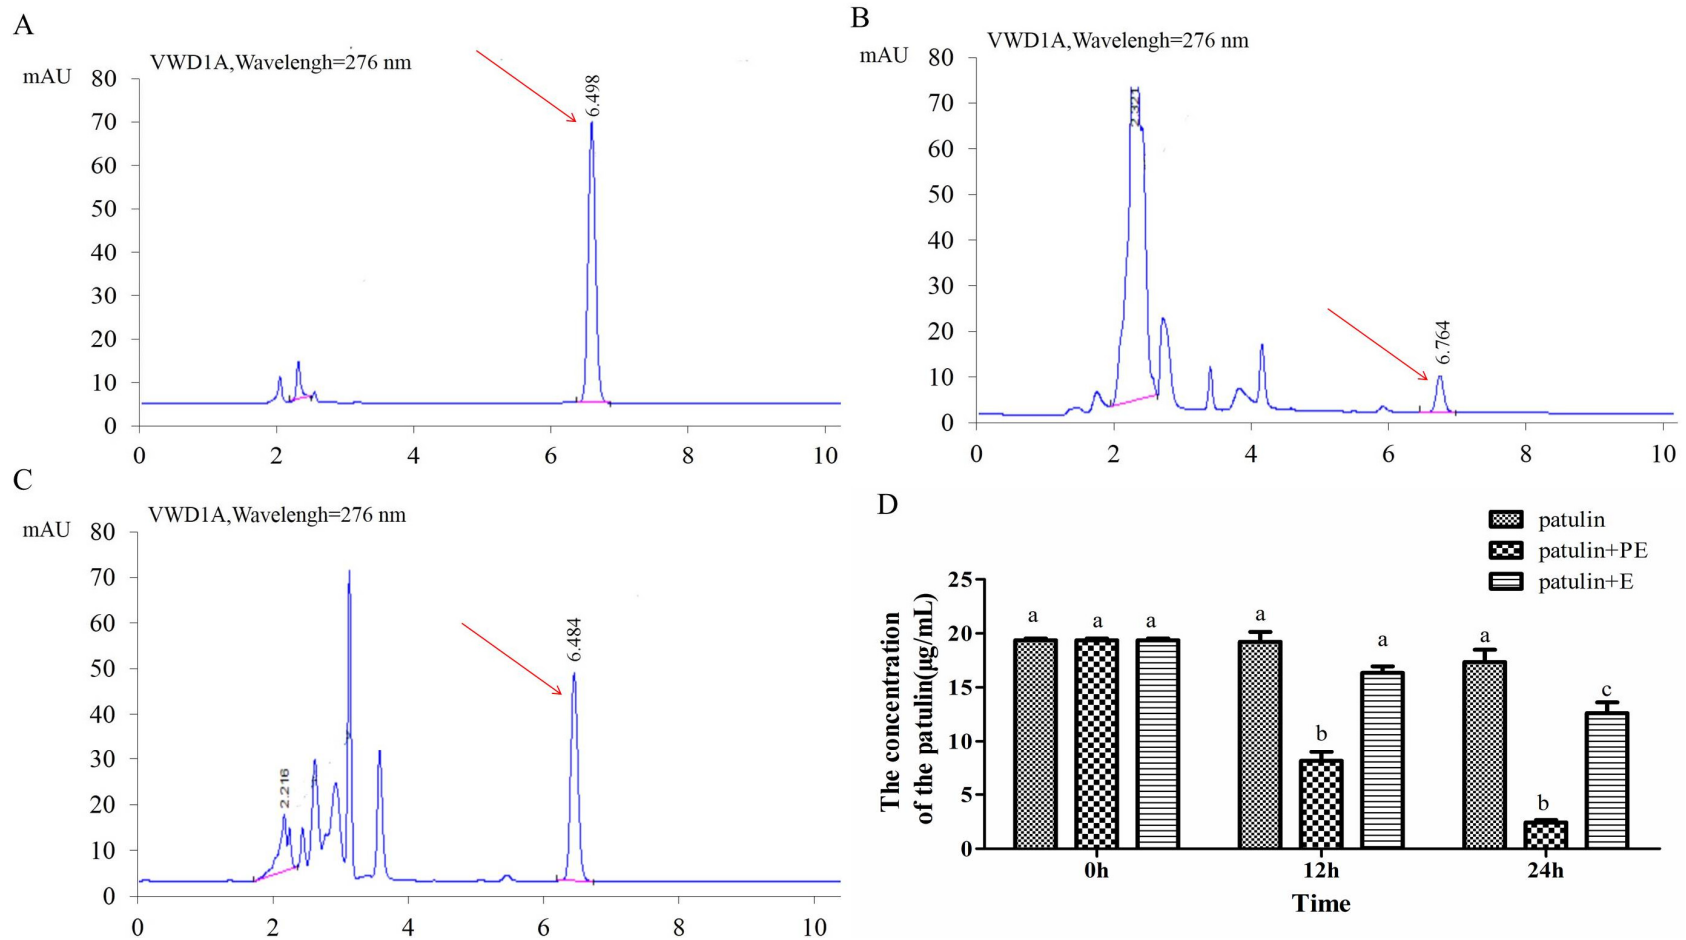 A
VWD1A,Wavelengh=276 nm
mAU
80
70
60
50
40
30
20
10
0
0 2 4 6 8 10
6.498
B
VWD1A,Wavelengh=276 nm
mAU
80
70
60
50
40
30
20
10
0
0 2 4 6 8 10
2.321
6.764
C
VWD1A,Wavelengh=276 nm
mAU
80
70
60
50
40
30
20
10
0
0 2 4 6 8 10
2.216
6.484
D
patulin
patulin+PE
patulin+E
The concentration
of the patulin(μg/mL)
25
20
15
10
5
0
a a a
a b a
a b c
0h 12h 24h
Time